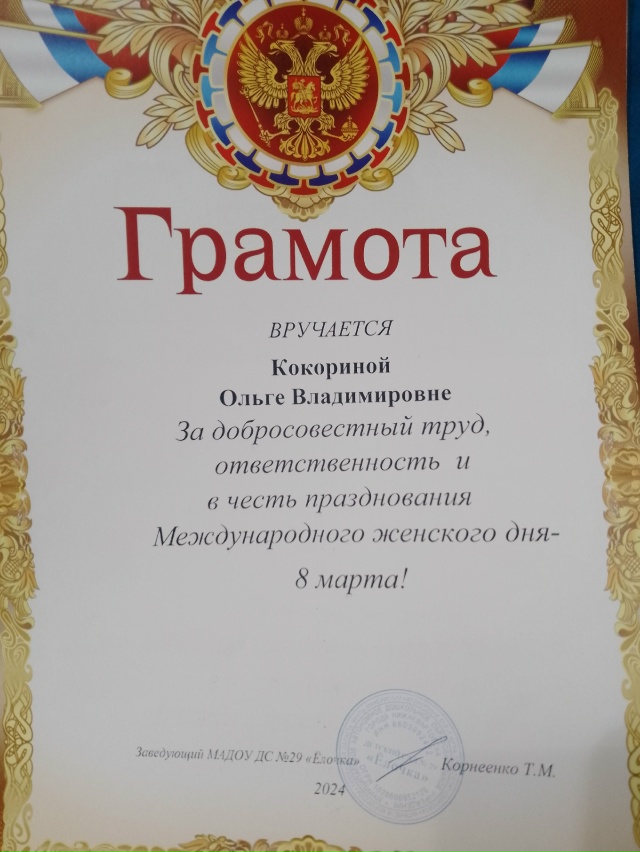 Грамота
ВРУЧАЕТСЯ
Кокориной
Ольге Владимировне
За добросовестный труд,
ответственность и
в честь празднования
Международного женского дня-
8 марта!
Заведующий МАДОУ ДС №29 «Ёлочка»
«Ёлочка»
Корнеенко Т.М.
2024